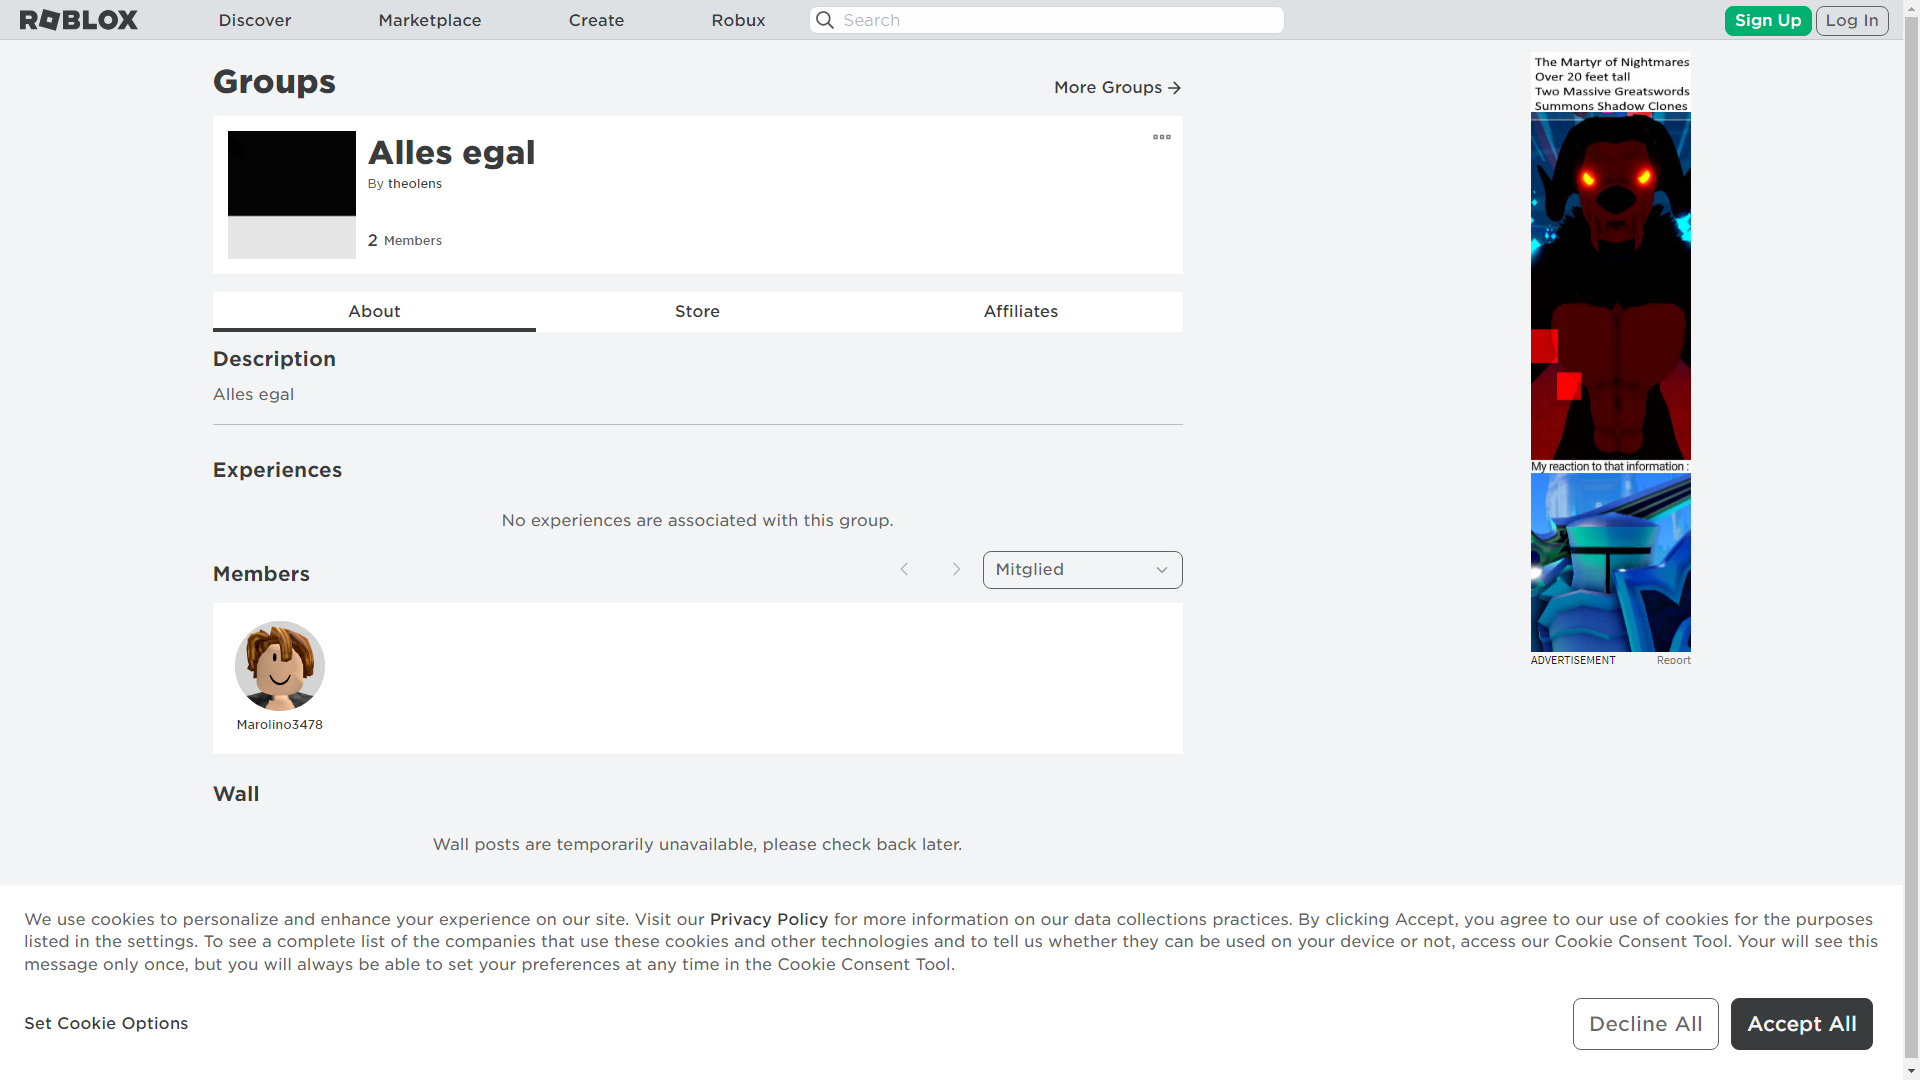 ROBLOX
Discover
Marketplace
Create
Robux
Search
Sign Up
Log In
Groups
More Groups
Alles egal
By theolens
2 Members
About
Store
Affiliates
Description
Alles egal
Experiences
No experiences are associated with this group.
Members
Mitglied
Marolino3478
Wall
Wall posts are temporarily unavailable, please check back later.
The Martyr of Nightmares
Over 20 feet tall
Two Massive Greatswords
Summons Shadow Clones
My reaction to that information :
ADVERTISEMENT
Report
We use cookies to personalize and enhance your experience on our site. Visit our Privacy Policy for more information on our data collections practices. By clicking Accept, you agree to our use of cookies for the purposes
listed in the settings. To see a complete list of the companies that use these cookies and other technologies and to tell us whether they can be used on your device or not, access our Cookie Consent Tool. Your will see this
message only once, but you will always be able to set your preferences at any time in the Cookie Consent Tool.
Set Cookie Options
Decline All
Accept All